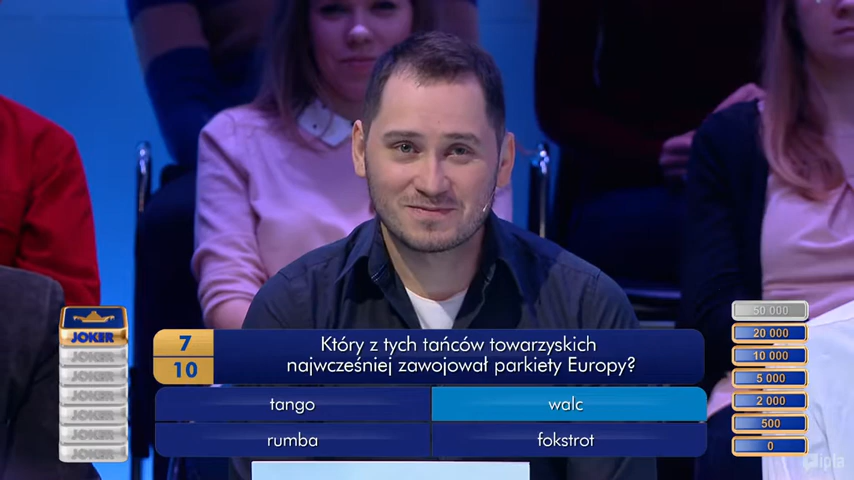 JOKER
JOKER
JOKER
JOKER
JOKER
JOKER
JOKER
7
10
Który z tych tańców towarzyskich
najwcześniej zawojował parkiety Europy?
tango
walc
rumba
fokstrot
50 000
20 000
10 000
5 000
2 000
500
0
ipla